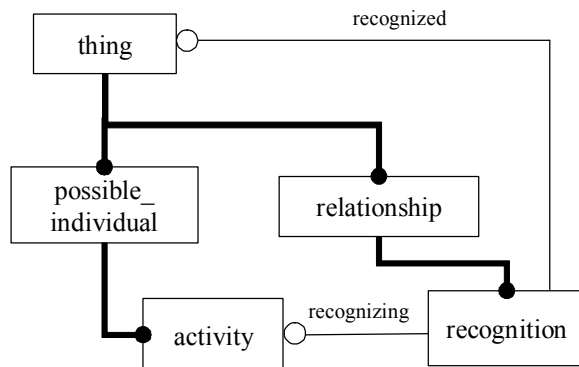 recognized
thing
possible_
individual
relationship
recognizing
activity
recognition